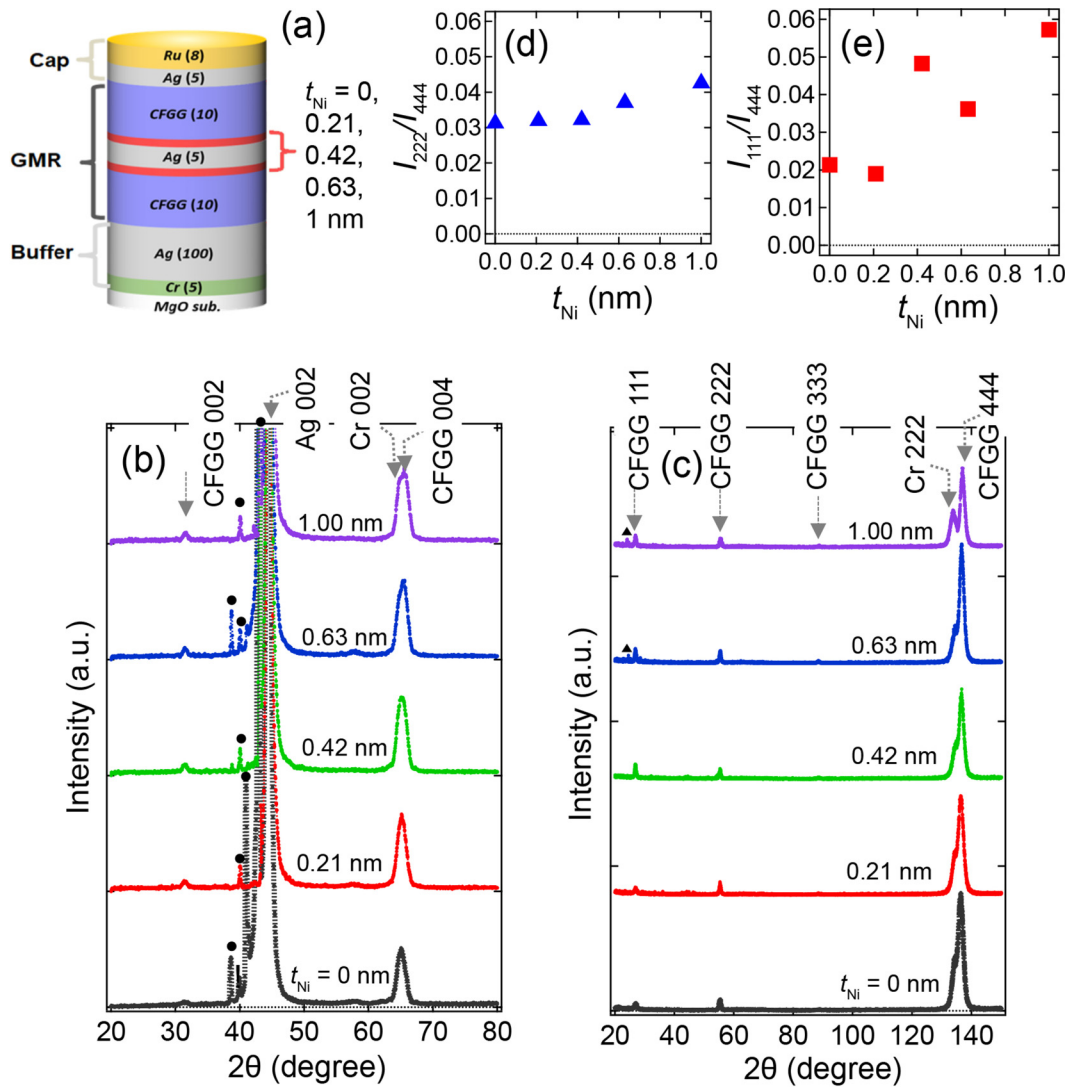 (a)
Cap
Ru (8)
Ag (5)
GMR
CFGG (10)
Ag (5)
CFGG (10)
Buffer
Ag (100)
Cr (5)
MgO sub.
tNi = 0,
0.21,
0.42,
0.63,
1 nm
(d)
I222/I444
0.06
0.05
0.04
0.03
0.02
0.01
0.00
0.0 0.2 0.4 0.6 0.8 1.0
tNi (nm)
(e)
I111/I444
0.06
0.05
0.04
0.03
0.02
0.01
0.00
0.0 0.2 0.4 0.6 0.8 1.0
tNi (nm)
(b)
CFGG 002
Ag 002
Cr 002
CFGG 004
1.00 nm
0.63 nm
0.42 nm
0.21 nm
tNi = 0 nm
Intensity (a.u.)
20 30 40 50 60 70 80
2θ (degree)
(c)
CFGG 111
CFGG 222
CFGG 333
Cr 222
CFGG 444
1.00 nm
0.63 nm
0.42 nm
0.21 nm
tNi = 0 nm
Intensity (a.u.)
20 40 60 80 100 120 140
2θ (degree)